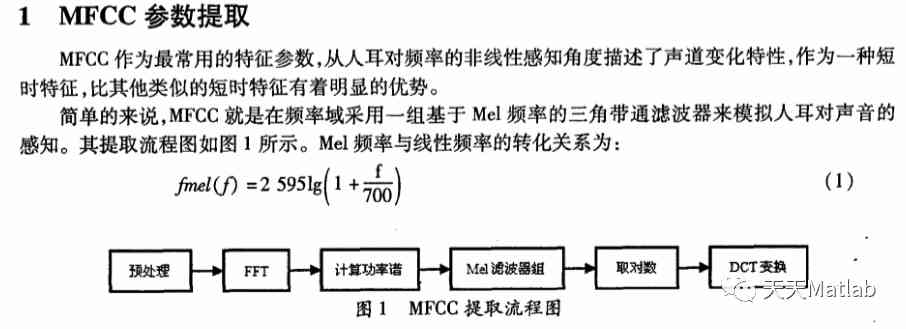 1 MFCC 参数提取
MFCC 作为最常用的特征参数,从人耳对频率的非线性感知角度描述了声道变化特性,作为一种短
时特征,比其他类似的短时特征有着明显的优势。
简单的来说,MFCC 就是在频率域采用一组基于 Mel 频率的三角带通滤波器来模拟人耳对声音的
感知。其提取流程图如图 1 所示。Mel 频率与线性频率的转化关系为:
fmel(f) = 2 595lg(1 + f/700) (1)
预处理 FFT 计算功率谱 Mel 滤波器组 取对数 DCT 变换
天天Matlab
图 1 MFCC 提取流程图